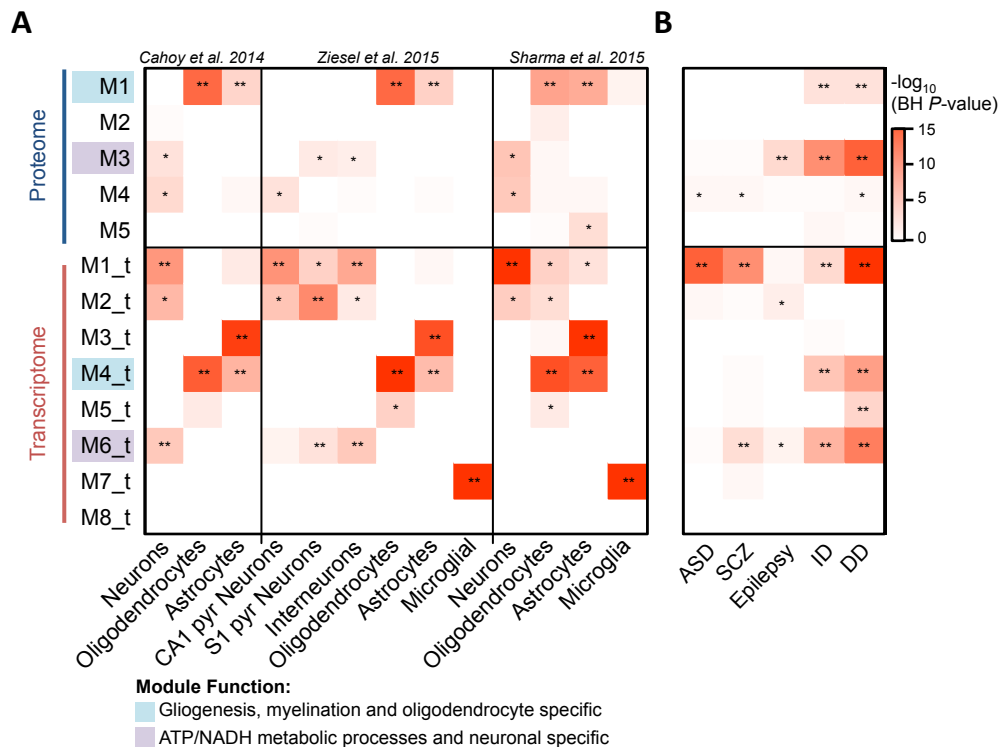 A
B
Cahoy et al. 2014
Ziesel et al. 2015
Sharma et al. 2015
Proteome
M1 ** ** ** ** ** ** ** **
M2
M3 * * * * ** ** **
M4 * * * * * *
M5 *
Transcriptome
M1_t ** ** * ** ** * * ** ** ** **
M2_t * * ** * * * *
M3_t ** ** **
M4_t ** ** ** ** ** ** ** **
M5_t * * **
M6_t ** ** ** ** * ** **
M7_t ** **
M8_t
-log10
(BH P-value)
15
10
5
0
Neurons
Oligodendrocytes
Astrocytes
CA1 pyr Neurons
S1 pyr Neurons
Interneurons
Oligodendrocytes
Astrocytes
Microglial
Neurons
Oligodendrocytes
Astrocytes
Microglia
ASD
SCZ
Epilepsy
ID
DD
Module Function:
Gliogenesis, myelination and oligodendrocyte specific
ATP/NADH metabolic processes and neuronal specific